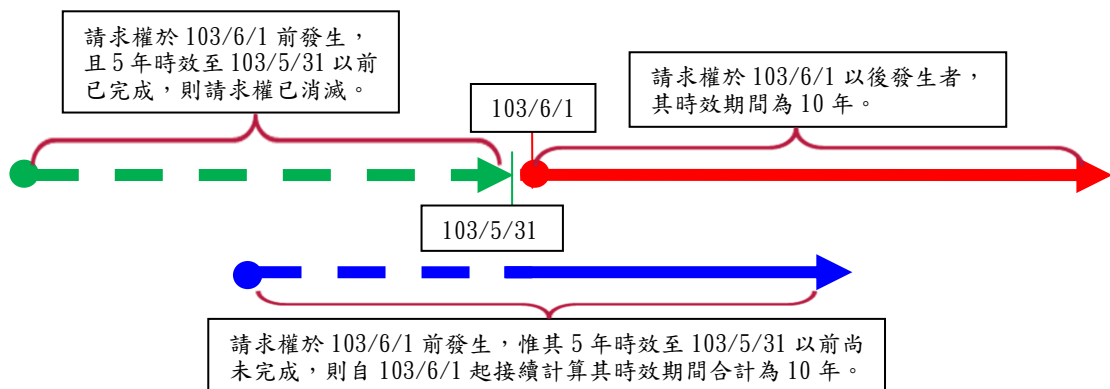 請求權於 103/6/1 前發生，
且 5 年時效至 103/5/31 以前
已完成，則請求權已消滅。
103/6/1
請求權於 103/6/1 以後發生者，
其時效期間為 10 年。
103/5/31
請求權於 103/6/1 前發生，惟其 5 年時效至 103/5/31 以前尚
未完成，則自 103/6/1 起接續計算其時效期間合計為 10 年。